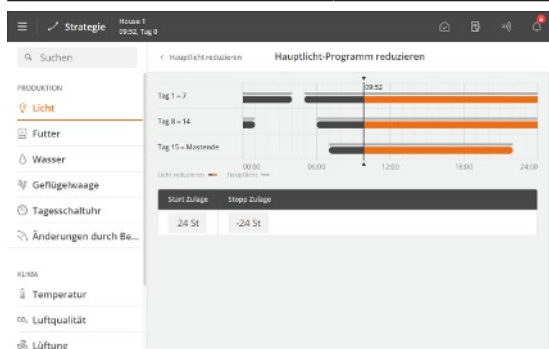 Strategie
House 1
09:52, Tag 0
Suchen
< Hauptlicht reduzieren
Hauptlicht-Programm reduzieren
PRODUKTION
Licht
Futter
Wasser
Geflügelwaage
Tagesschaltuhr
Änderungen durch Be...
KLIMA
Temperatur
Luftqualität
Lüftung
09:52
Tag 1 – 7
Tag 8 – 14
Tag 15 – Mastende
00:00 06:00 12:00 18:00 24:00
Licht reduzieren Hauptlicht
Start Zulage Stopp Zulage
24 St -24 St